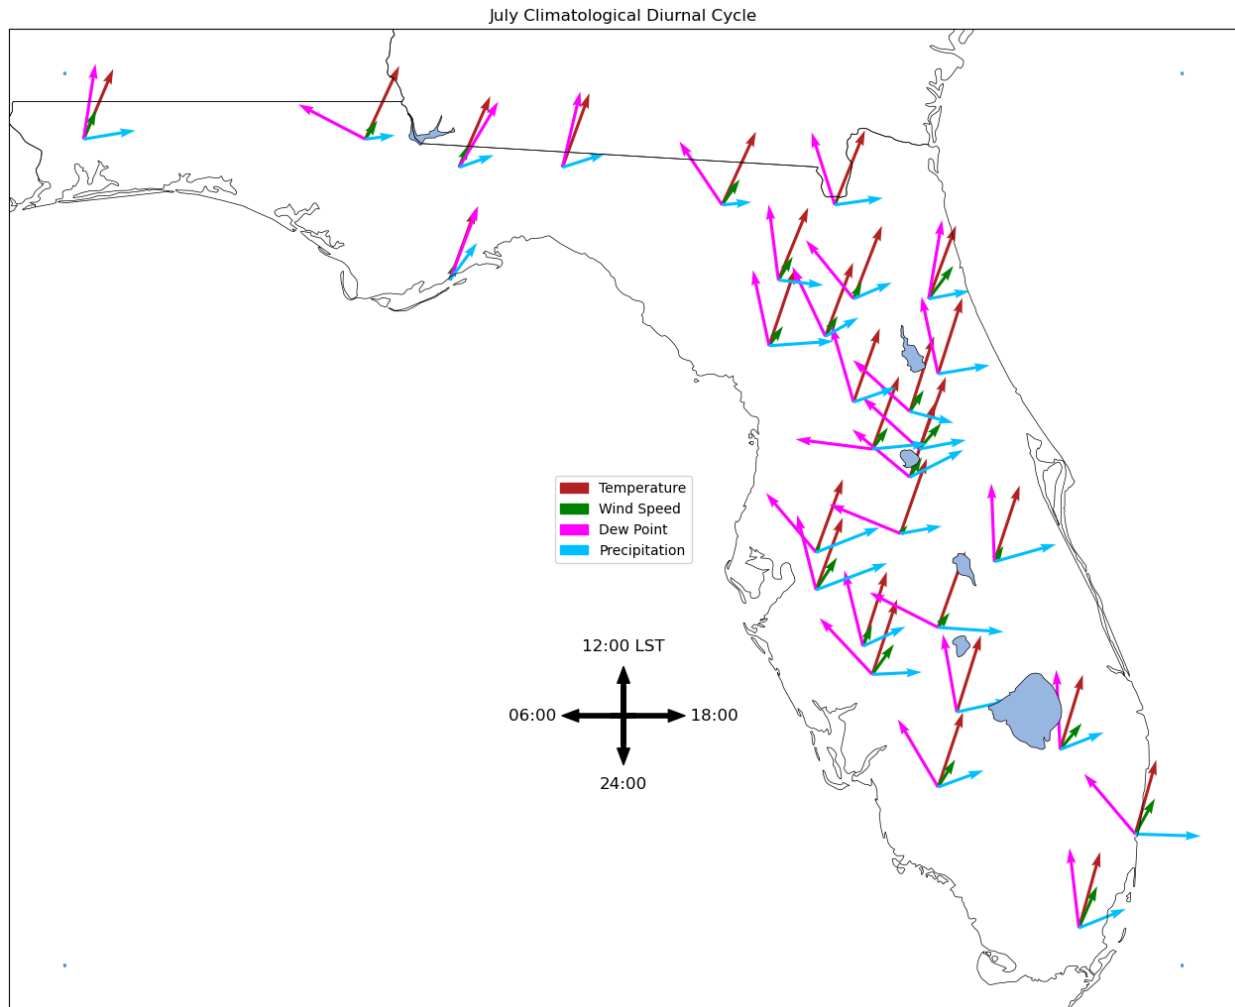 July Climatological Diurnal Cycle
Temperature
Wind Speed
Dew Point
Precipitation
12:00 LST
06:00
18:00
24:00